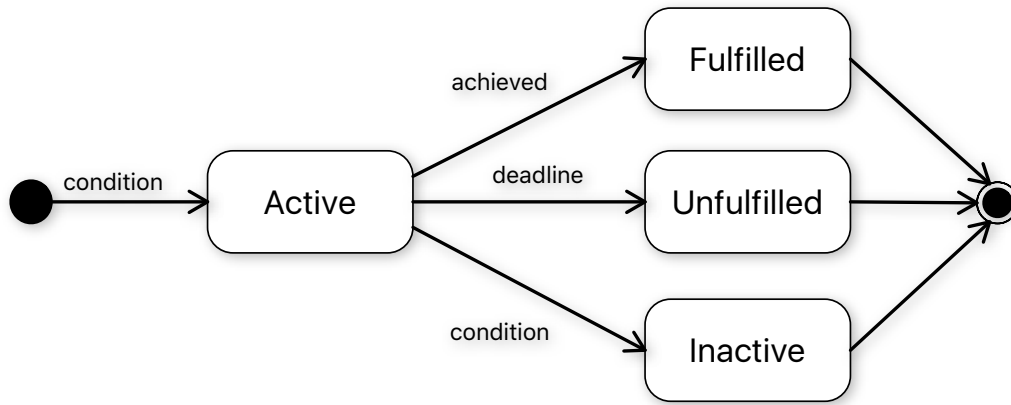 Fulfilled
achieved
condition
Active
deadline
Unfulfilled
condition
Inactive